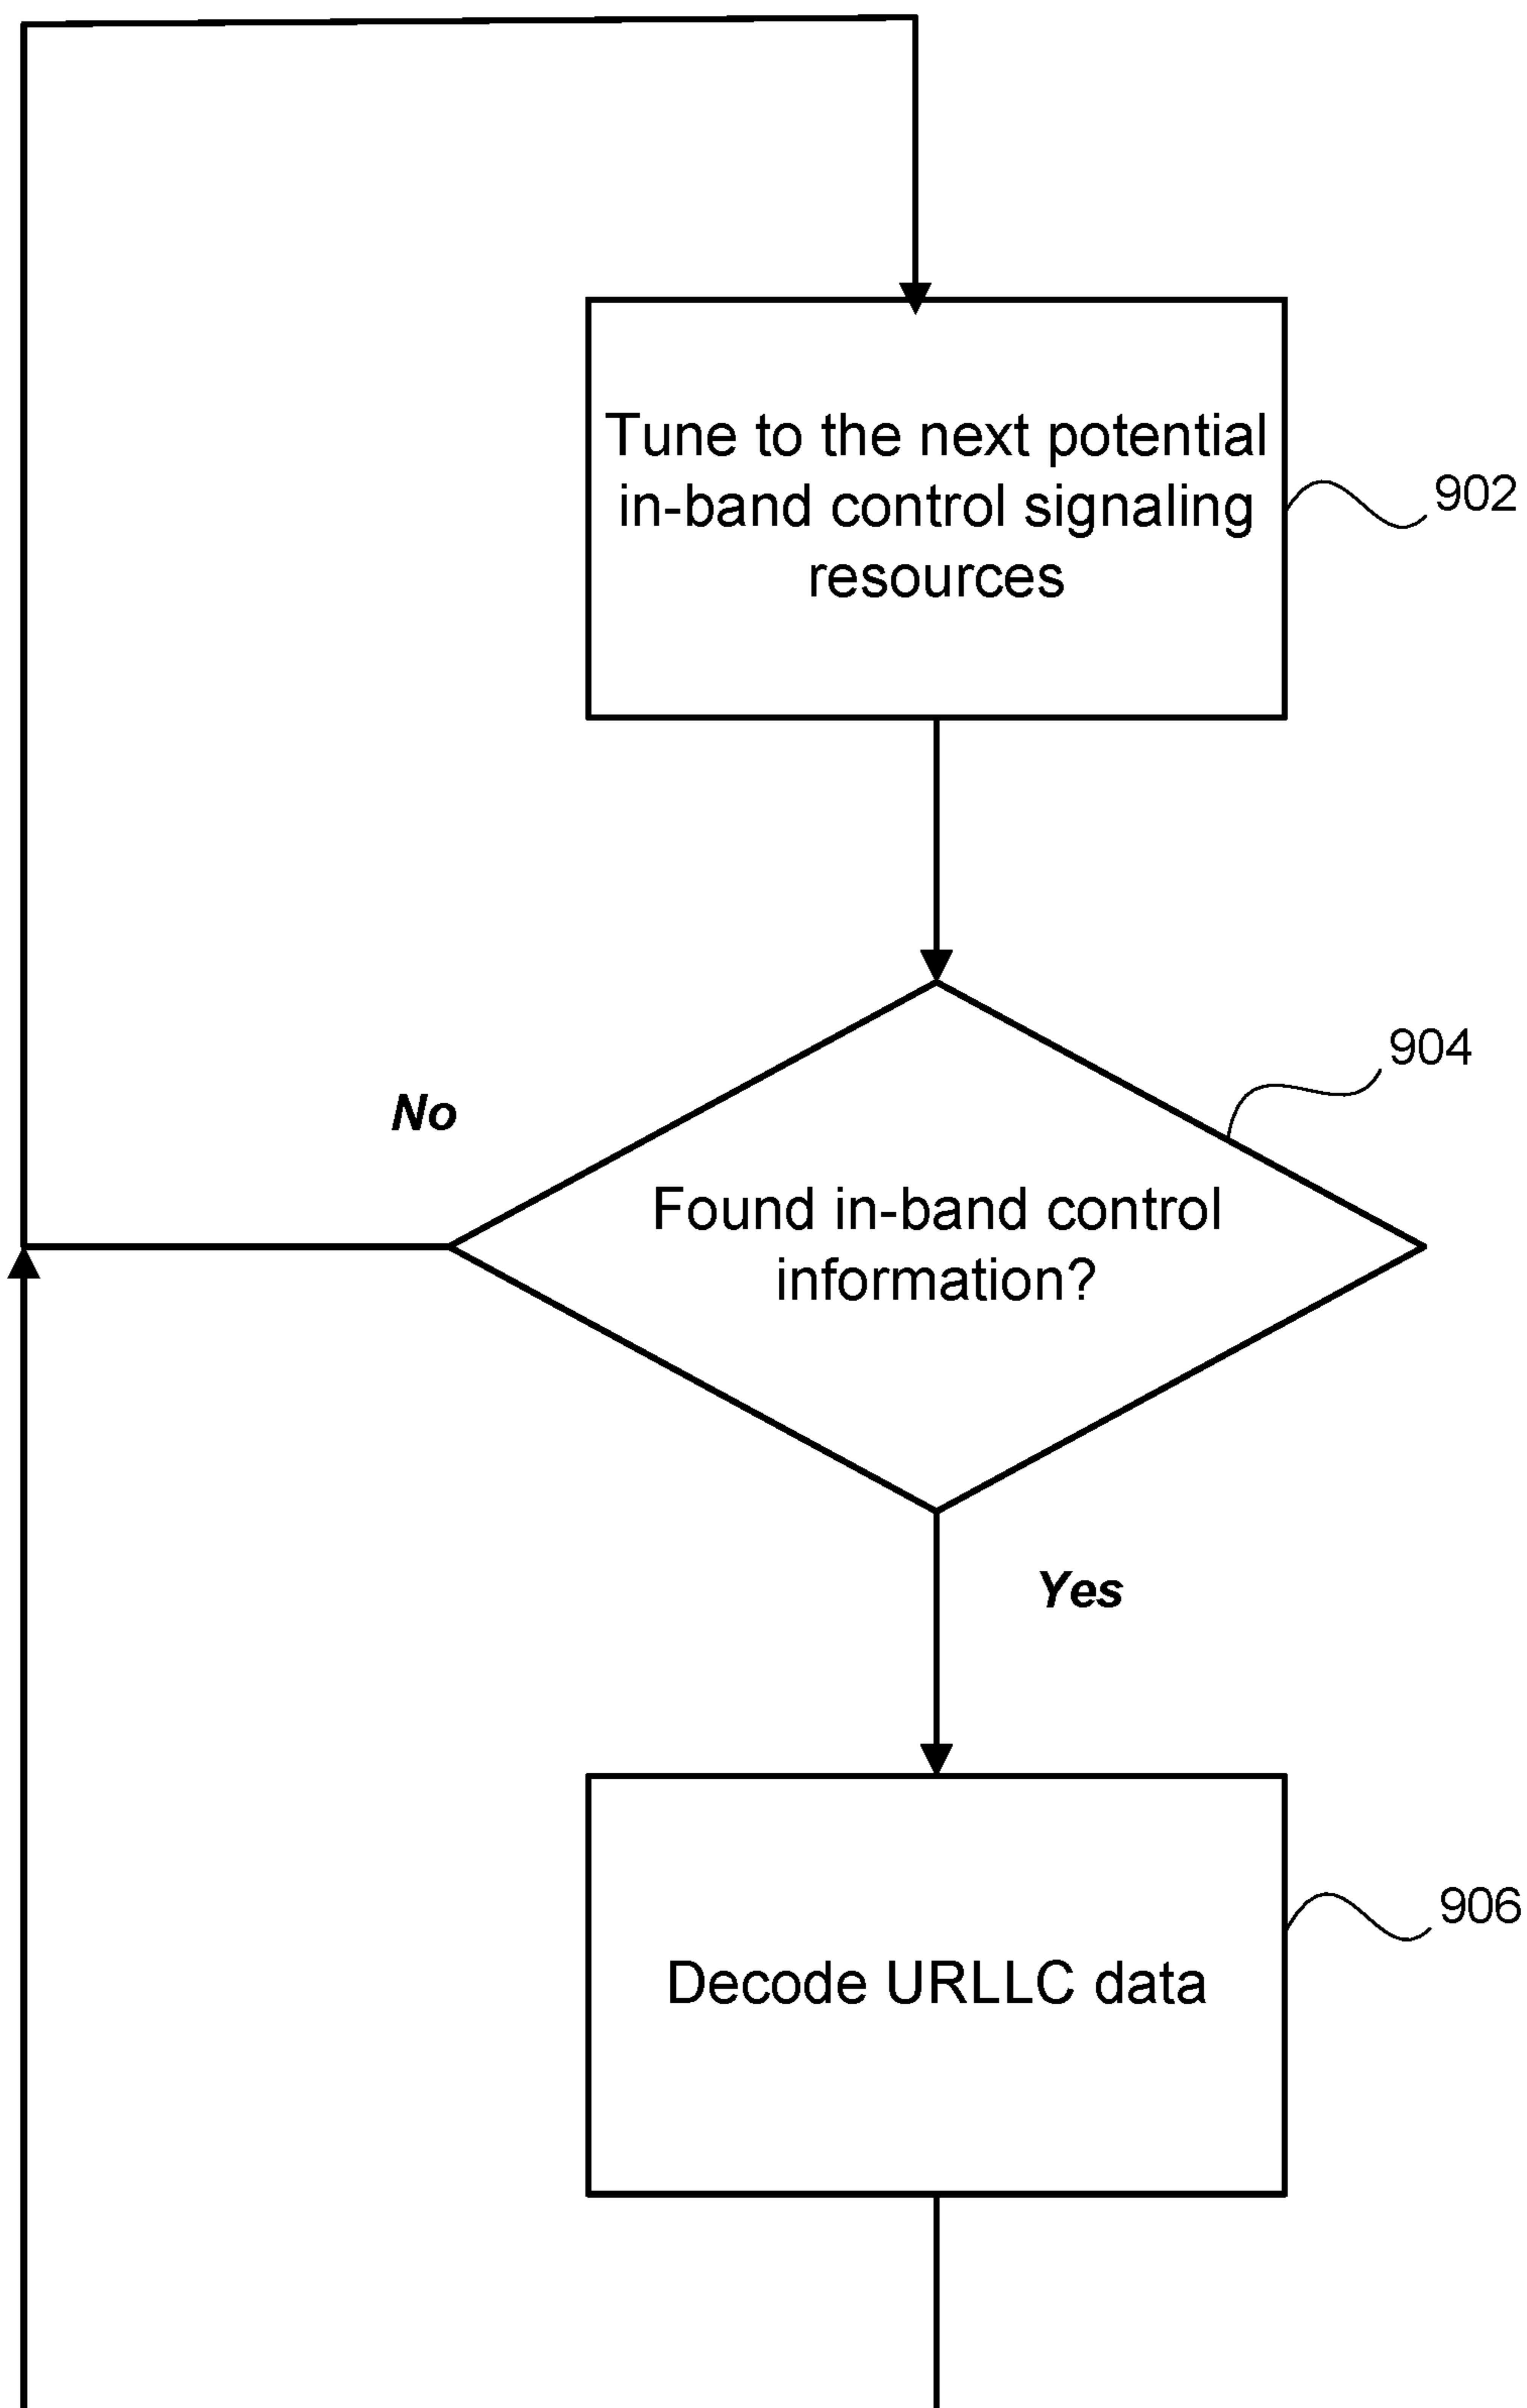 Tune to the next potential
in-band control signaling
resources
902
904
No
Found in-band control
information?
Yes
906
Decode URLLC data